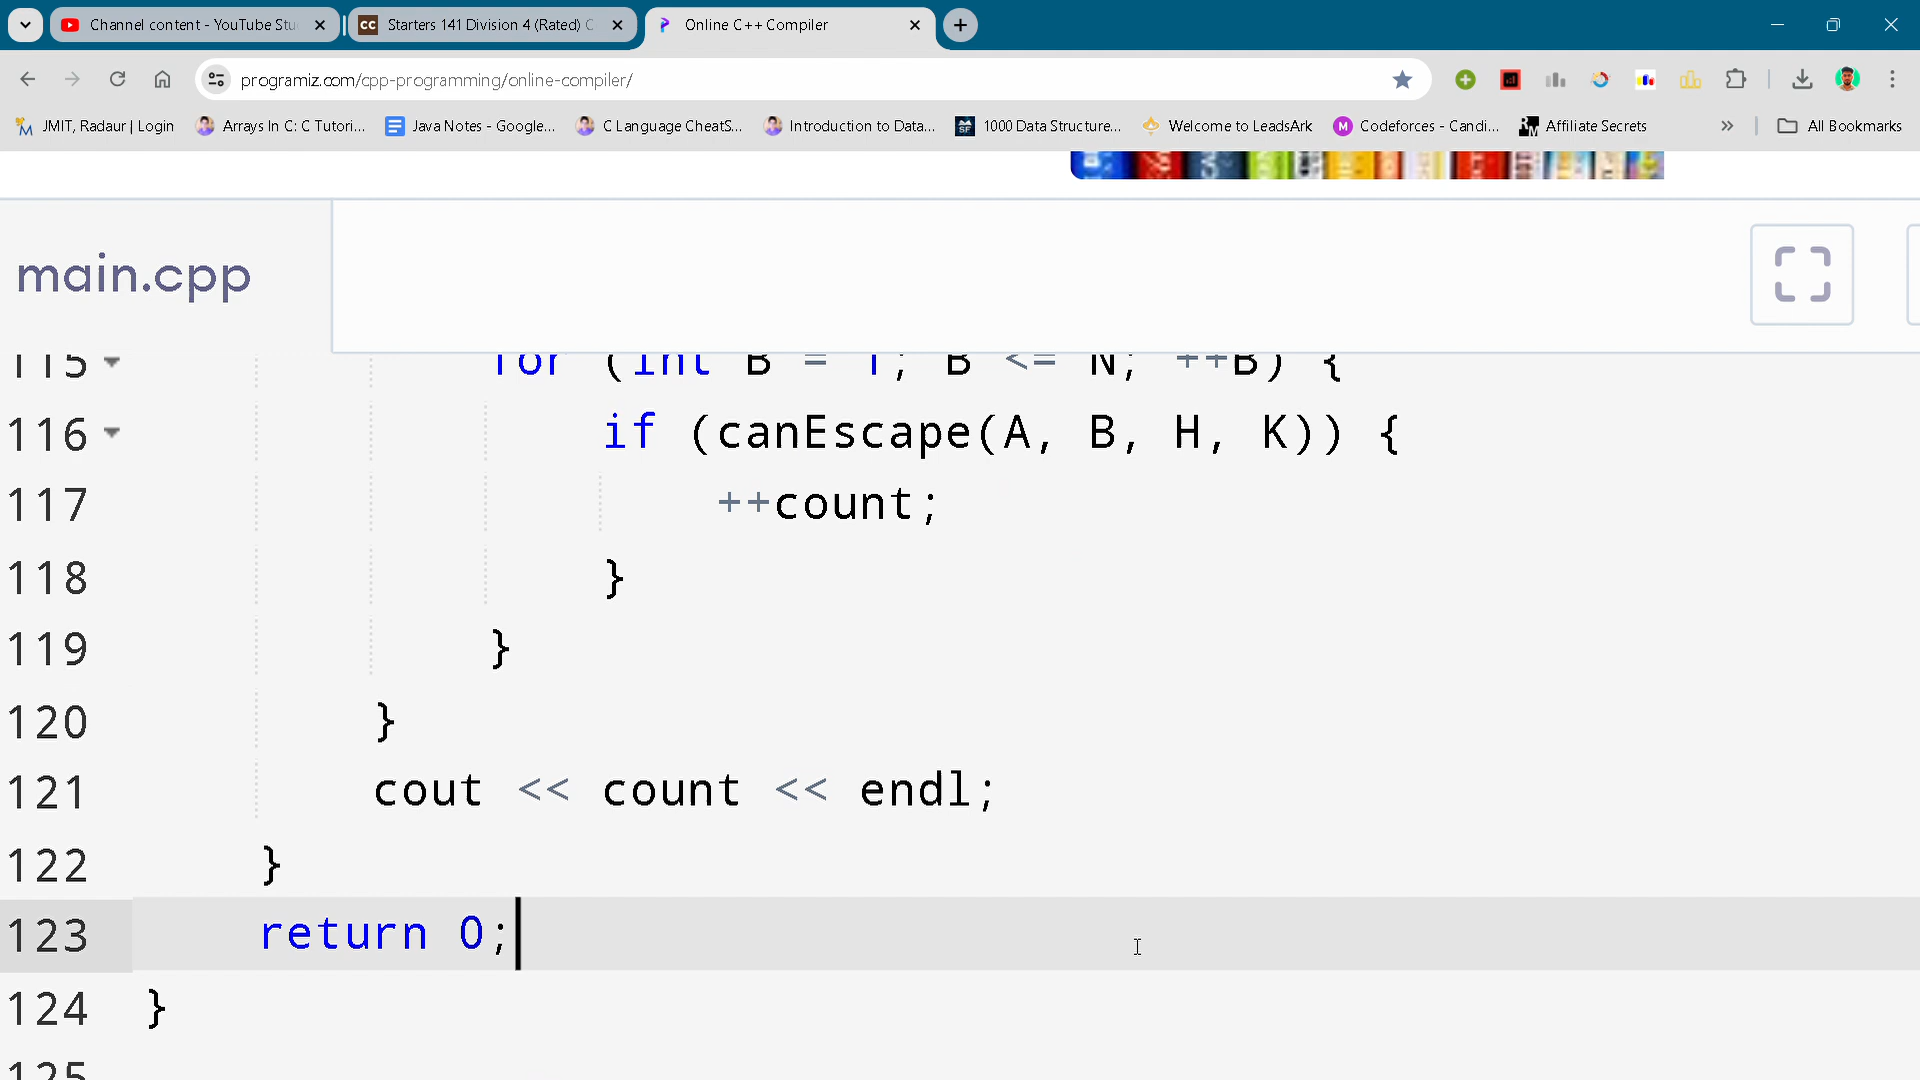 Channel content - YouTube Stu
Starters 141 Division 4 (Rated) C
Online C++ Compiler
programiz.com/cpp-programming/online-compiler/
JMIT, Radaur | Login
Arrays In C: C Tutori...
Java Notes - Google...
C Language CheatS...
Introduction to Data...
1000 Data Structure...
Welcome to LeadsArk
Codeforces - Candi...
Affiliate Secrets
All Bookmarks
main.cpp
115 for (int B = 1; B <= N; ++B) {
116 if (canEscape(A, B, H, K)) {
117 ++count;
118 }
119 }
120 }
121 cout << count << endl;
122 }
123 return 0;
124 }
125